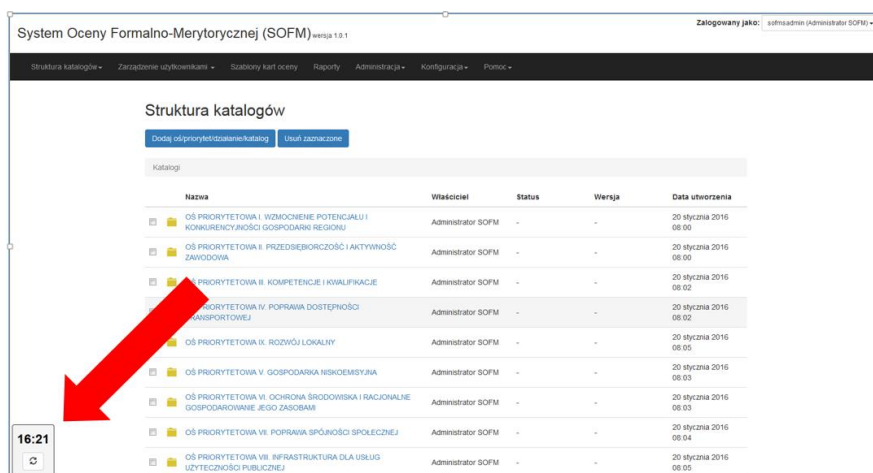 Zalogowany jako: sofmsadmin (Administrator SOFM)
System Oceny Formalno-Merytorycznej (SOFM) wersja 1.0.1
Struktura katalogów Zarządzenie użytkownikami Szablony kart oceny Raporty Administracja Konfiguracja Pomoc
Struktura katalogów
Dodaj oś/priorytet/działanie/katalog Usuń zaznaczone
Katalogi
Nazwa Właściciel Status Wersja Data utworzenia
OŚ PRIORYTETOWA I. WZMOCNIENIE POTENCJAŁU I
KONKURENCYJNOŚCI GOSPODARKI REGIONU Administrator SOFM - - 20 stycznia 2016
08:00
OŚ PRIORYTETOWA II. PRZEDSIĘBIORCZOŚĆ I AKTYWNOŚĆ
ZAWODOWA Administrator SOFM - - 20 stycznia 2016
08:00
OŚ PRIORYTETOWA III. KOMPETENCJE I KWALIFIKACJE Administrator SOFM - - 20 stycznia 2016
08:02
PRIORYTETOWA IV. POPRAWA DOSTĘPNOŚCI
TRANSPORTOWEJ Administrator SOFM - - 20 stycznia 2016
08:02
OŚ PRIORYTETOWA IX. ROZWÓJ LOKALNY Administrator SOFM - - 20 stycznia 2016
08:05
OŚ PRIORYTETOWA V. GOSPODARKA NISKOEMISYJNA Administrator SOFM - - 20 stycznia 2016
08:03
OŚ PRIORYTETOWA VI. OCHRONA ŚRODOWISKA I RACJONALNE
GOSPODAROWANIE JEGO ZASOBAMI Administrator SOFM - - 20 stycznia 2016
08:03
OŚ PRIORYTETOWA VII. POPRAWA SPÓJNOŚCI SPOŁECZNEJ Administrator SOFM - - 20 stycznia 2016
08:04
OŚ PRIORYTETOWA VIII. INFRASTRUKTURA DLA USŁUG
UŻYTECZNOŚCI PUBLICZNEJ Administrator SOFM - - 20 stycznia 2016
08:05
16:21